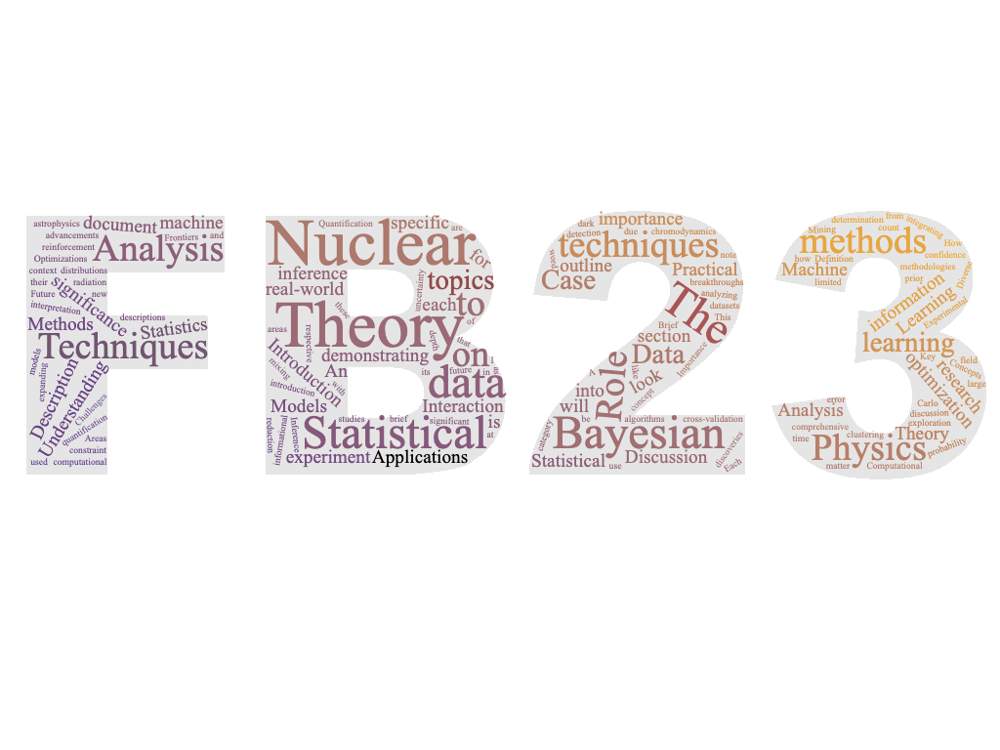 astrophysics document machine
advancements Frontiers and
reinforcement Analysis
Optimizations
context distributions
their radiation
significance
Future new
interpretation
descriptions
Methods Statistics
Techniques
models
expanding
Description
Understanding
Challenges
quantification
Areas
constraint
used computational
Quantification specific are
Nuclear for
inference
real-world
uncertainty
topics
these
each to
Theory of
areas
respective
depth
that
on
demonstrating
Introduction
mixing
An its future in
as
introduction
with
data
Models Interaction
studies brief significant is
Statistical at
reduction
informational
Inference
experiment Applications
dark importance
detection due chromodynamics
techniques note
world
outline Practical
Case breakthroughs
analyzing
datasets
The This
Brief
section
Data
Importance
like
look
A
into
Role
concept
will
be algorithms cross-validation
Bayesian
category
Statistical use Discussion
discoveries
Each
determination from
integrating
Mining count
methods How
how Definition confidence
Machine methodologies
limited prior
Diverse
information
Learning
Experimental
learning
Key field
Concepts
research
large
optimization
error Carlo
Analysis discussion
comprehensive exploration
time clustering Theory
Physics probability
matter Computational